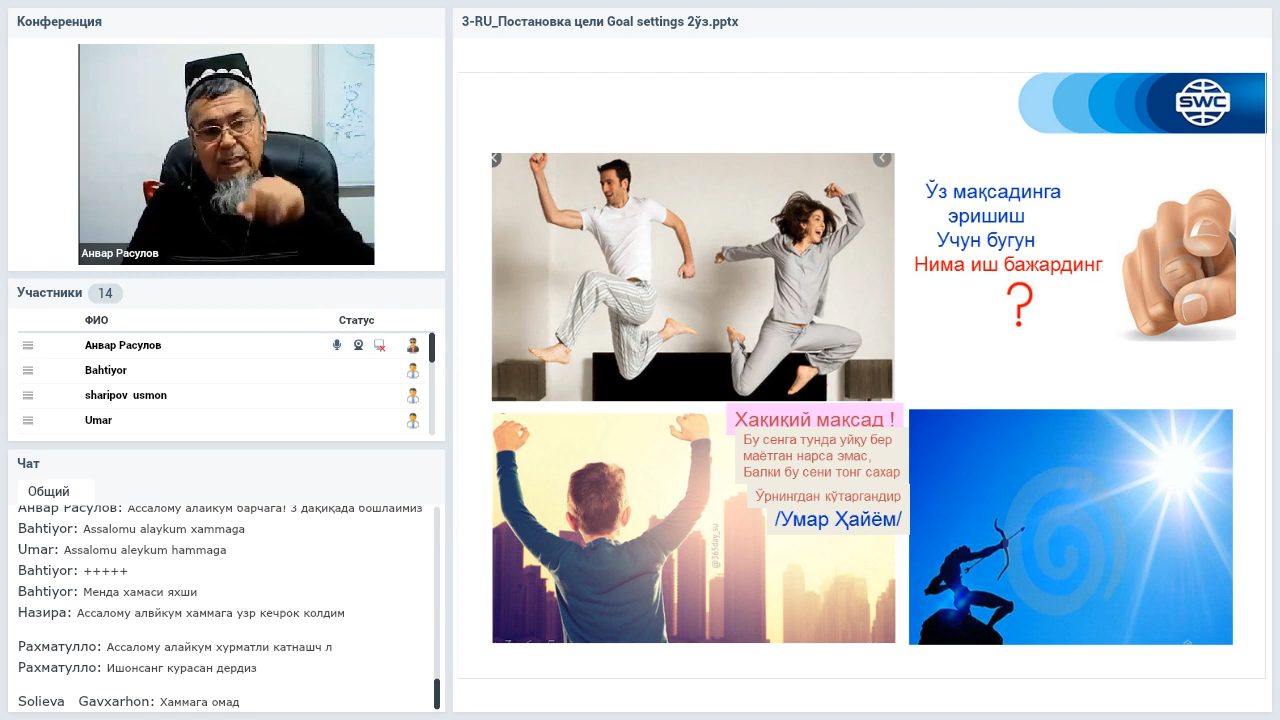 Конференция
Анвар Расулов
Участники 14
ФИО Статус
Анвар Расулов
Bahtiyor
sharipov usmon
Umar
Чат
Общий
Анвар Расулов: Ассалому алайкум барчага! 3 дақиқада бошлаймиз
Bahtiyor: Assalomu alaykum xammaga
Umar: Assalomu aleykum hammaga
Bahtiyor: +++++
Bahtiyor: Менда хамаси яхши
Назира: Ассалому алвйкум хаммага узр кечрок колдим
Рахматулло: Ассалому алайкум хурматли катнашч л
Рахматулло: Ишонсанг курасан дердиз
Solieva Gavxarhon: Хаммага омад
3-RU_Постановка цели Goal settings 2ўз.pptx
SWC
Ўз мақсадинга
эришиш
Учун бугун
Нима иш бажардинг
?
Хакикий максад !
Бу сенга тунда уйқу бер
маётган нарса эмас,
Балки бу сени тонг сахар
Ўрнингдан кўтаргандир
/Умар Ҳайём/
@365day_su